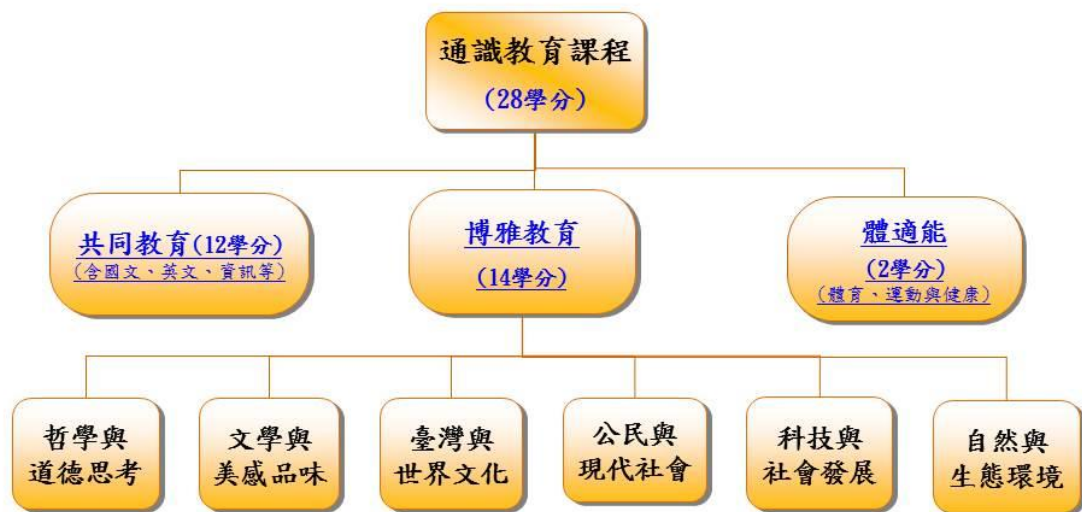 通識教育課程
(28學分)
共同教育(12學分)
(含國文、英文、資訊等)
博雅教育
(14學分)
體適能
(2學分)
(體育、運動與健康)
哲學與
道德思考
文學與
美感品味
臺灣與
世界文化
公民與
現代社會
科技與
社會發展
自然與
生態環境